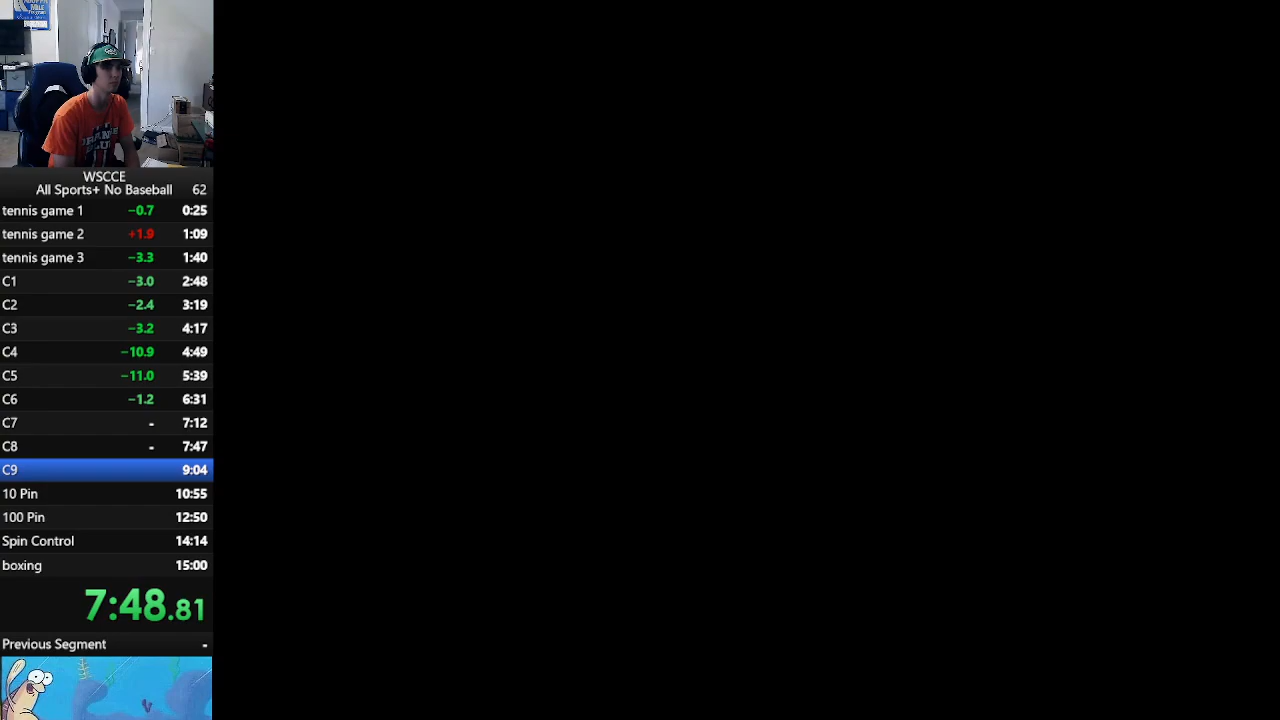 WSCCE
All Sports+ No Baseball 62
tennis game 1 −0.7 0:25
tennis game 2 +1.9 1:09
tennis game 3 −3.3 1:40
C1 −3.0 2:48
C2 −2.4 3:19
C3 −3.2 4:17
C4 −10.9 4:49
C5 −11.0 5:39
C6 −1.2 6:31
C7 - 7:12
C8 - 7:47
C9 9:04
10 Pin 10:55
100 Pin 12:50
Spin Control 14:14
boxing 15:00
7:48.81
Previous Segment -